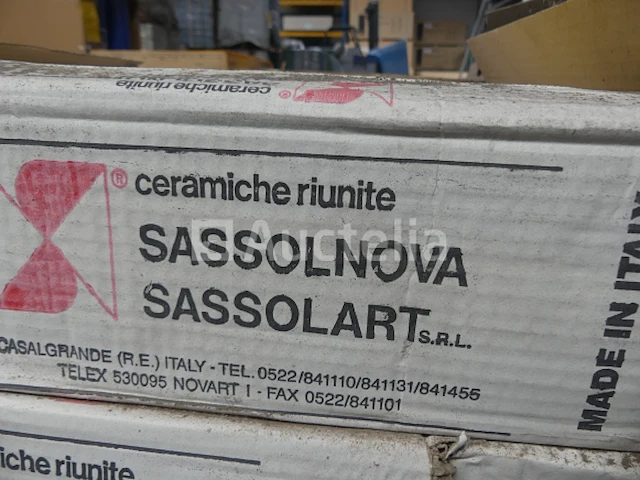 ceramiche riunite
® ceramiche riunite
SASSOLNOVA
SASSOLART S.R.L.
CASALGRANDE (R.E.) ITALY - TEL. 0522/841110/841131/841455
TELEX 530095 NOVART I - FAX 0522/841101
MADE IN ITALY
iche riunite
Auctelia